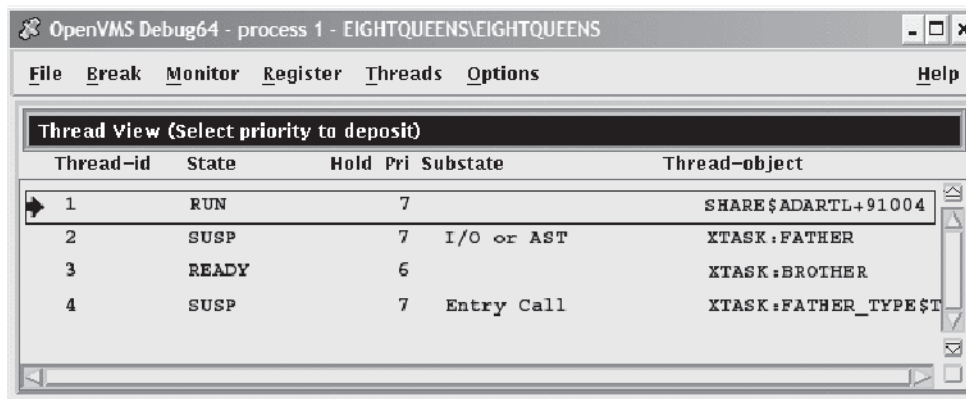 OpenVMS Debug64 - process 1 - EIGHTQUEENS\EIGHTQUEENS
File Break Monitor Register Threads Options Help
Thread View (Select priority to deposit)
Thread-id State Hold Pri Substate Thread-object
1 RUN 7 SHARE$ADARTL+91004
2 SUSP 7 I/O or AST XTASK:FATHER
3 READY 6 XTASK:BROTHER
4 SUSP 7 Entry Call XTASK:FATHER_TYPE$T